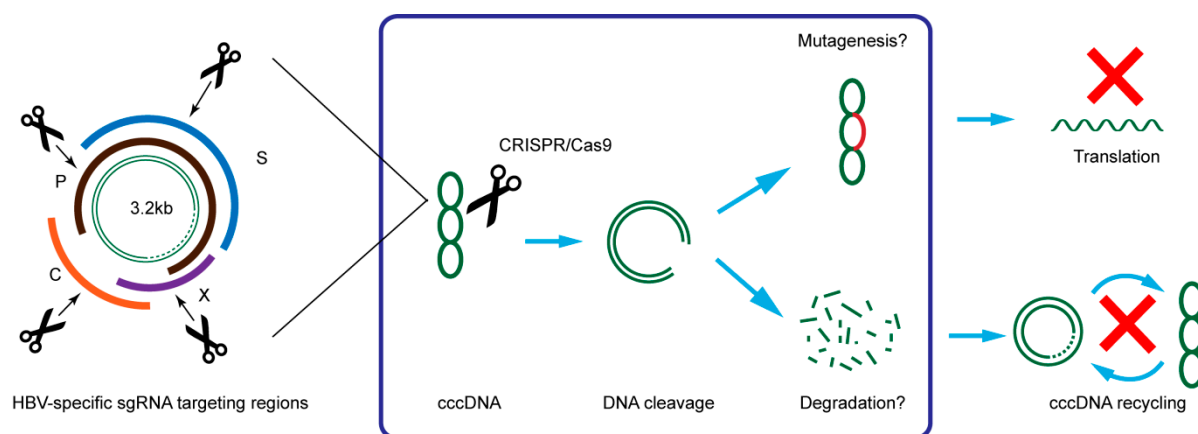 Mutagenesis?
CRISPR/Cas9
S
P
3.2kb
Translation
C
X
HBV-specific sgRNA targeting regions
cccDNA
DNA cleavage
Degradation?
cccDNA recycling